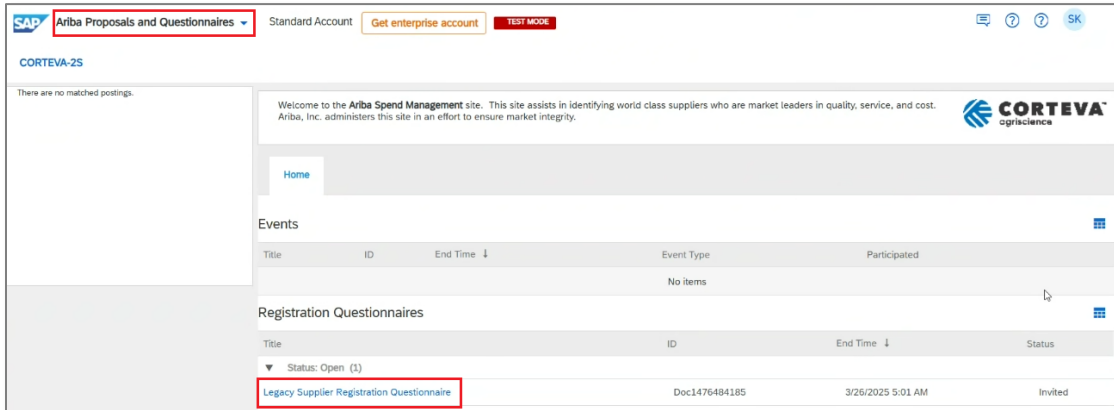 SAP Ariba Proposals and Questionnaires Standard Account Get enterprise account TEST MODE SK
CORTEVA-2S
There are no matched postings.
Welcome to the Ariba Spend Management site. This site assists in identifying world class suppliers who are market leaders in quality, service, and cost.
Ariba, Inc. administers this site in an effort to ensure market integrity.
CORTEVA™
agriscience
Home
Events
Title ID End Time ↓ Event Type Participated
No items
Registration Questionnaires
Title ID End Time ↓ Status
▼ Status: Open (1)
Legacy Supplier Registration Questionnaire Doc1476484185 3/26/2025 5:01 AM Invited